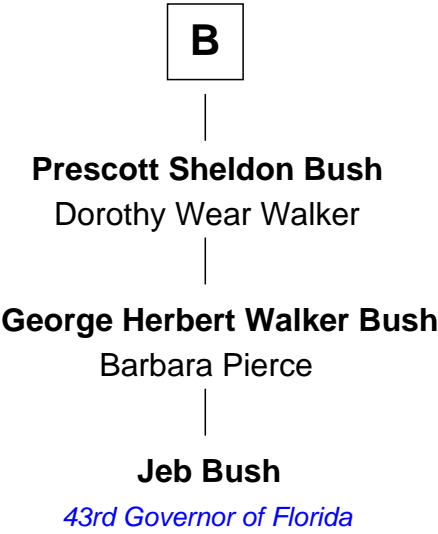 B
Prescott Sheldon Bush
Dorothy Wear Walker
George Herbert Walker Bush
Barbara Pierce
Jeb Bush
43rd Governor of Florida